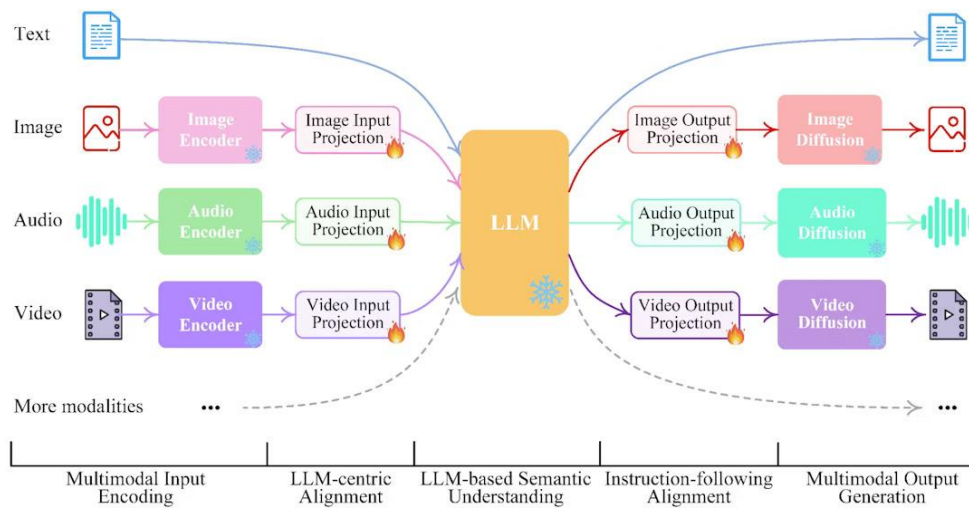 Text
Image
Image
Encoder
Image Input
Projection
Image Output
Projection
Image
Diffusion
Audio
Audio
Encoder
Audio Input
Projection
LLM
Audio Output
Projection
Audio
Diffusion
Video
Video
Encoder
Video Input
Projection
Video Output
Projection
Video
Diffusion
More modalities
...
...
Multimodal Input
Encoding
LLM-centric
Alignment
LLM-based Semantic
Understanding
Instruction-following
Alignment
Multimodal Output
Generation